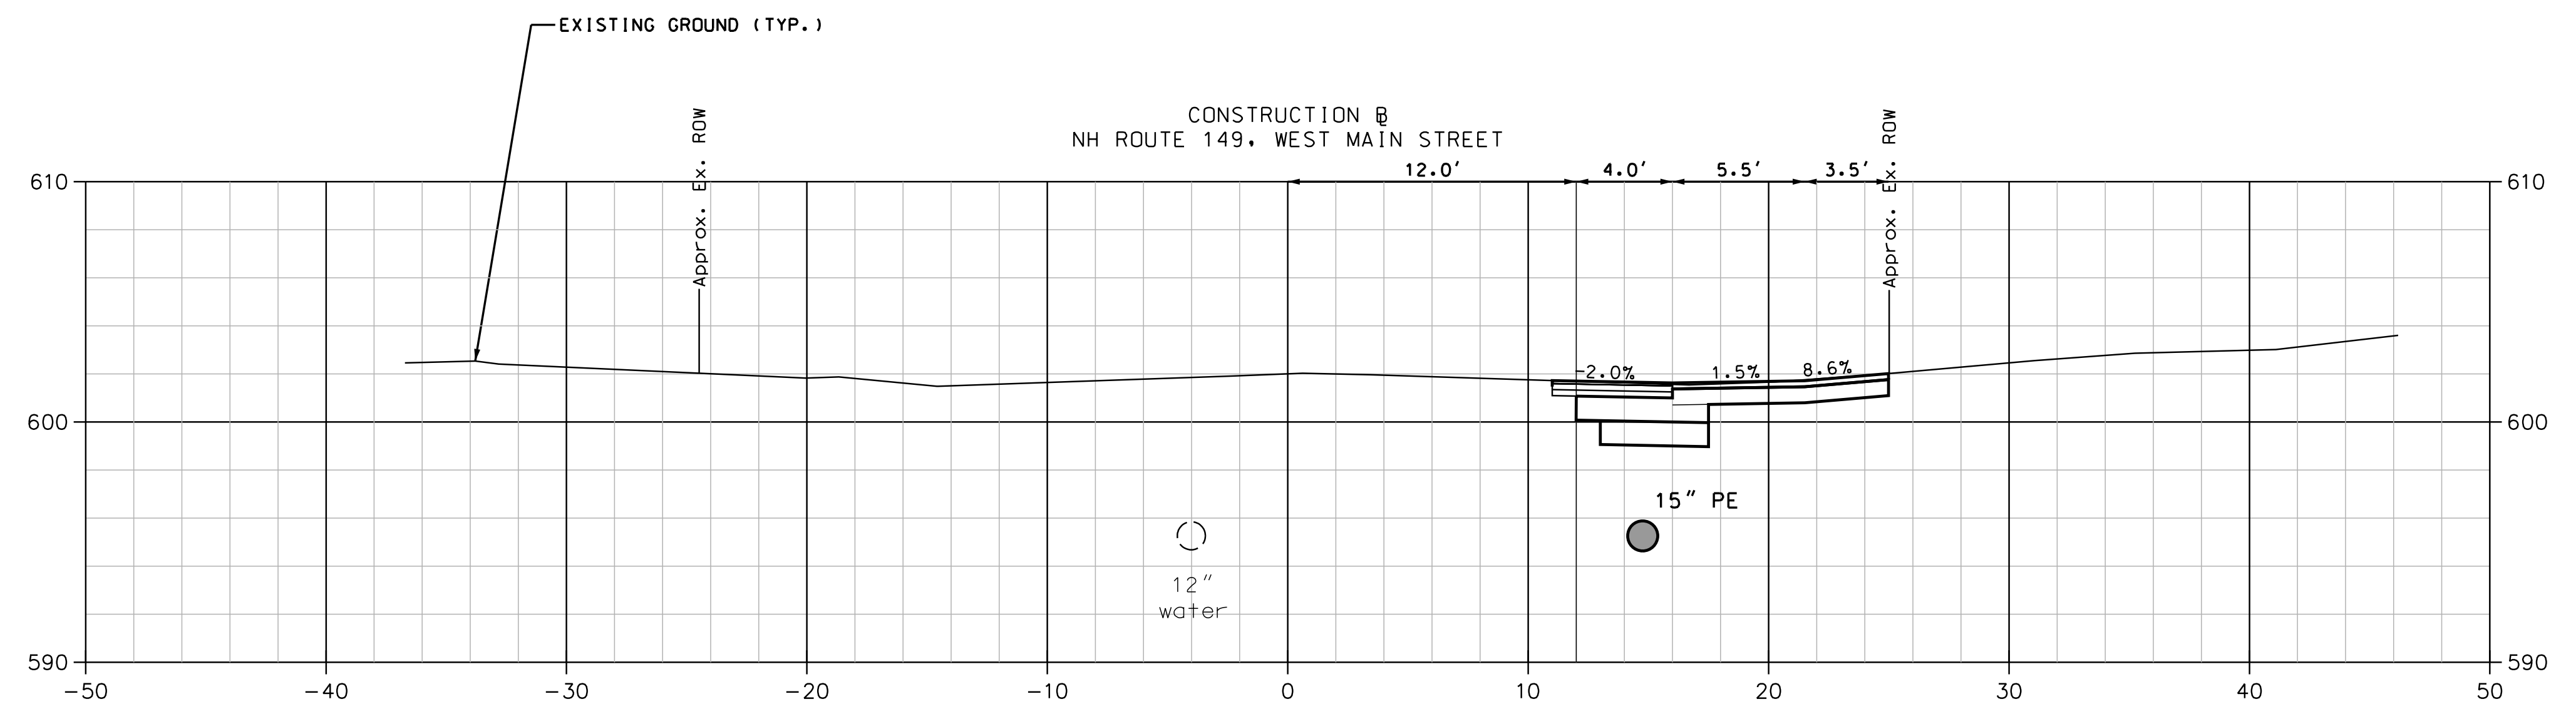 EXISTING GROUND (TYP.)
CONSTRUCTION BL
NH ROUTE 149, WEST MAIN STREET
Approx. Ex. ROW
Approx. Ex. ROW
12.0' 4.0' 5.5' 3.5'
610 610
-2.0% 1.5% 8.6%
600 600
15" PE
12"
water
590 590
-50 -40 -30 -20 -10 0 10 20 30 40 50